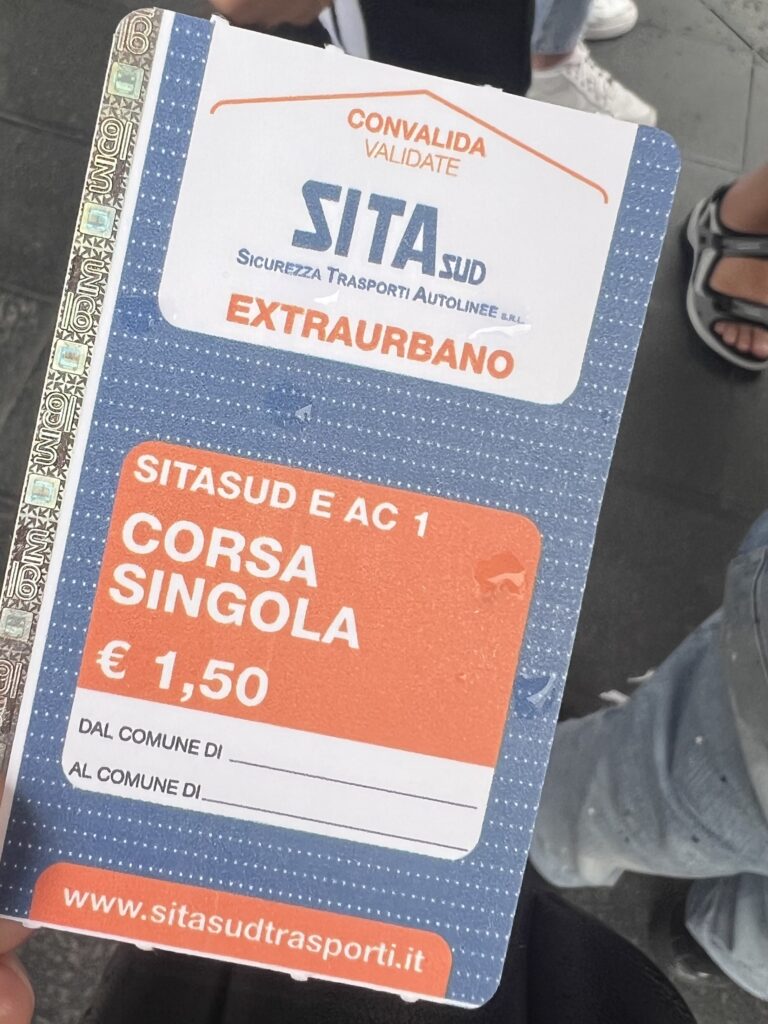 CONVALIDA
VALIDATE
SITA SUD
SICUREZZA TRASPORTI AUTOLINEE S.R.L.
EXTRAURBANO
SITASUD E AC 1
CORSA
SINGOLA
€ 1,50
DAL COMUNE DI
AL COMUNE DI
www.sitasudtrasporti.it